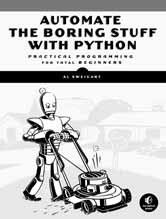 AUTOMATE
THE BORING STUFF
WITH PYTHON
PRACTICAL PROGRAMMING
FOR TOTAL BEGINNERS
AL SWEIGART